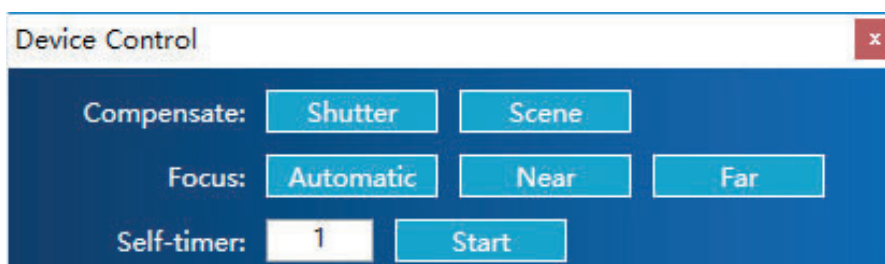 Device Control x
Compensate: Shutter Scene
Focus: Automatic Near Far
Self-timer: 1 Start